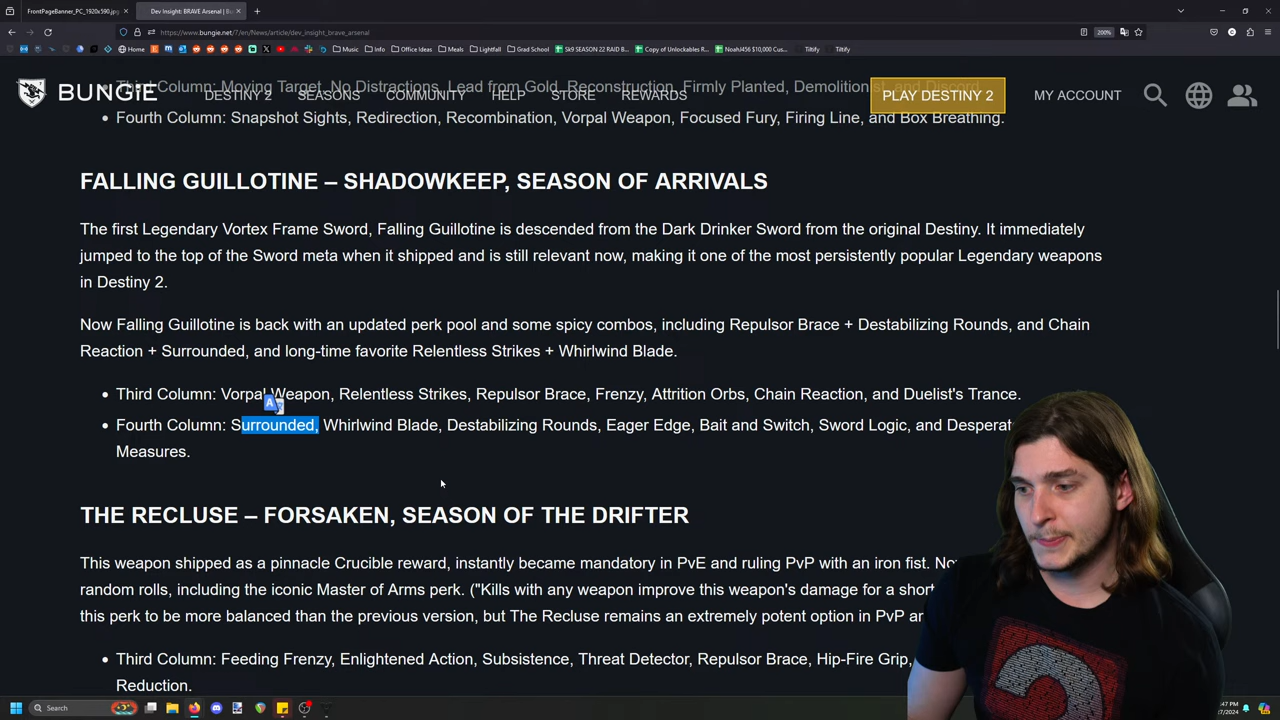 FrontPageBanner_PC_1920x590.jpg
Dev Insight: BRAVE Arsenal | Bu
https://www.bungie.net/7/en/News/article/dev_insight_brave_arsenal
200%
Home
Music
Info
Office Ideas
Meals
Lightfall
Grad School
Sk9 SEASON 22 RAID B
Copy of Unlockables R
Noah456 $10,000 Cus
Tiltify
Tiltify
Third Column: Moving Target, No Distractions, Lead from Gold, Reconstruction, Firmly Planted, Demolitionist, and Discord.
BUNGIE
DESTINY 2
SEASONS
COMMUNITY
HELP
STORE
REWARDS
PLAY DESTINY 2
MY ACCOUNT
Fourth Column: Snapshot Sights, Redirection, Recombination, Vorpal Weapon, Focused Fury, Firing Line, and Box Breathing.
FALLING GUILLOTINE – SHADOWKEEP, SEASON OF ARRIVALS
The first Legendary Vortex Frame Sword, Falling Guillotine is descended from the Dark Drinker Sword from the original Destiny. It immediately
jumped to the top of the Sword meta when it shipped and is still relevant now, making it one of the most persistently popular Legendary weapons
in Destiny 2.
Now Falling Guillotine is back with an updated perk pool and some spicy combos, including Repulsor Brace + Destabilizing Rounds, and Chain
Reaction + Surrounded, and long-time favorite Relentless Strikes + Whirlwind Blade.
Third Column: Vorpal Weapon, Relentless Strikes, Repulsor Brace, Frenzy, Attrition Orbs, Chain Reaction, and Duelist's Trance.
Fourth Column: Surrounded, Whirlwind Blade, Destabilizing Rounds, Eager Edge, Bait and Switch, Sword Logic, and Desperat
Measures.
THE RECLUSE – FORSAKEN, SEASON OF THE DRIFTER
This weapon shipped as a pinnacle Crucible reward, instantly became mandatory in PvE and ruling PvP with an iron fist. No
random rolls, including the iconic Master of Arms perk. ("Kills with any weapon improve this weapon's damage for a short
this perk to be more balanced than the previous version, but The Recluse remains an extremely potent option in PvP ar
Third Column: Feeding Frenzy, Enlightened Action, Subsistence, Threat Detector, Repulsor Brace, Hip-Fire Grip,
Reduction.
Search